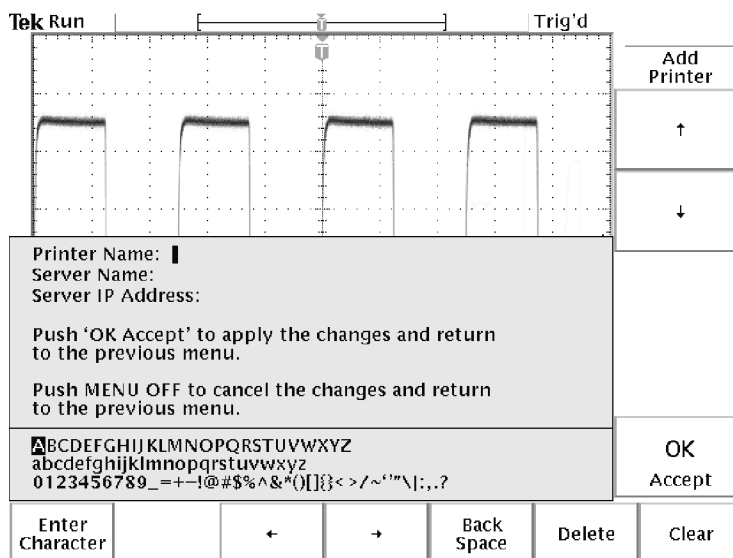 Tek Run Trig'd
T
T
Add
Printer
↑
↓
Printer Name:
Server Name:
Server IP Address:
Push ‘OK Accept’ to apply the changes and return
to the previous menu.
Push MENU OFF to cancel the changes and return
to the previous menu.
ABCDEFGHIJKLMNOPQRSTUVWXYZ
abcdefghijklmnopqrstuvwxyz
0123456789_=+−!@#$%^&*()[]{}<>/~‘’"\|:,.?
OK
Accept
Enter
Character
←
→
Back
Space
Delete
Clear